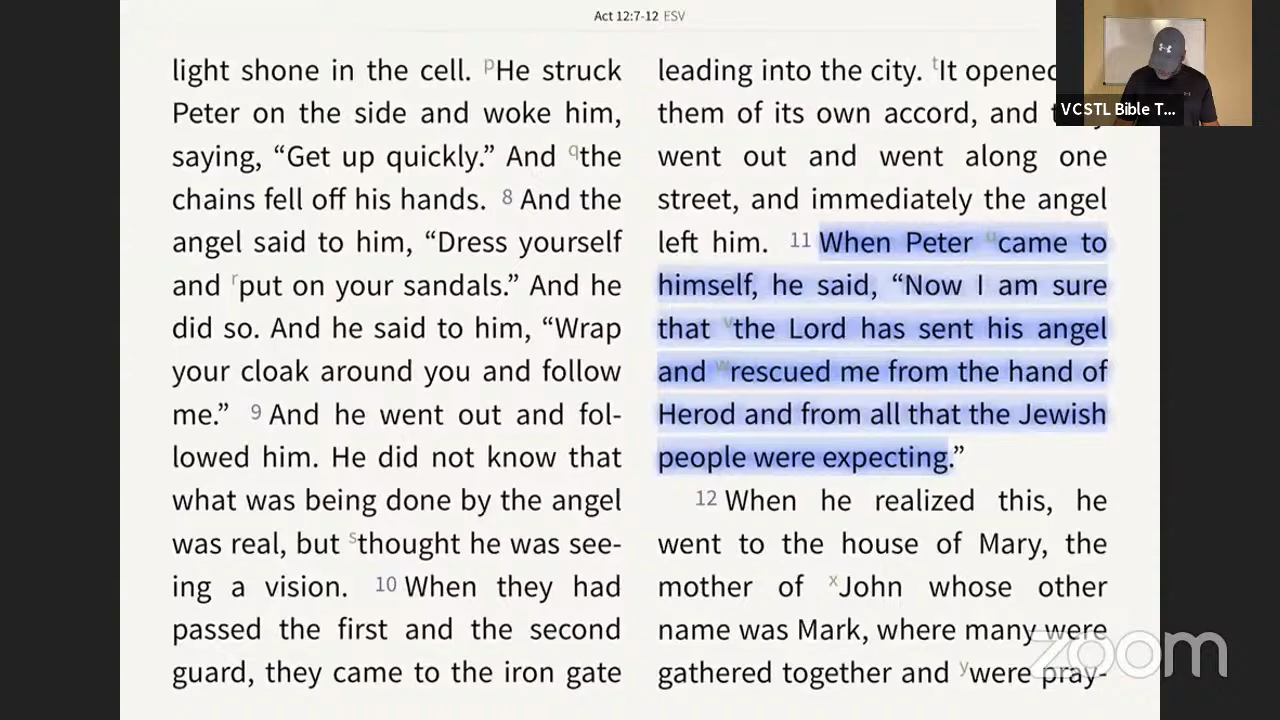 Act 12:7-12 ESV
light shone in the cell. pHe struck
Peter on the side and woke him,
saying, “Get up quickly.” And qthe
chains fell off his hands. 8 And the
angel said to him, “Dress yourself
and rput on your sandals.” And he
did so. And he said to him, “Wrap
your cloak around you and follow
me.” 9 And he went out and fol-
lowed him. He did not know that
what was being done by the angel
was real, but sthought he was see-
ing a vision. 10 When they had
passed the first and the second
guard, they came to the iron gate
leading into the city. tIt opened
them of its own accord, and
went out and went along one
street, and immediately the angel
left him. 11 When Peter ucame to
himself, he said, “Now I am sure
that vthe Lord has sent his angel
and wrescued me from the hand of
Herod and from all that the Jewish
people were expecting.”
12 When he realized this, he
went to the house of Mary, the
mother of xJohn whose other
name was Mark, where many were
gathered together and ywere pray-
VCSTL Bible T...
zoom